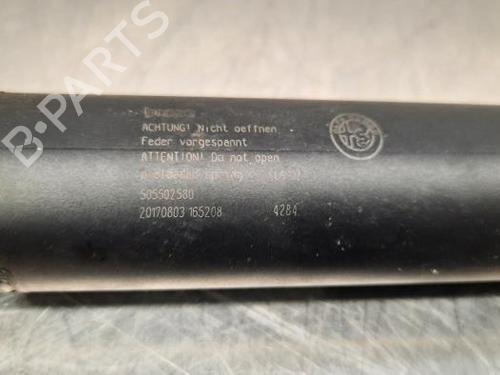 ACHTUNG! Nicht oeffnen
Feder vorgespannt
ATTENTION! Do not open
505502580
20170803 165208 4284
B-PARTS